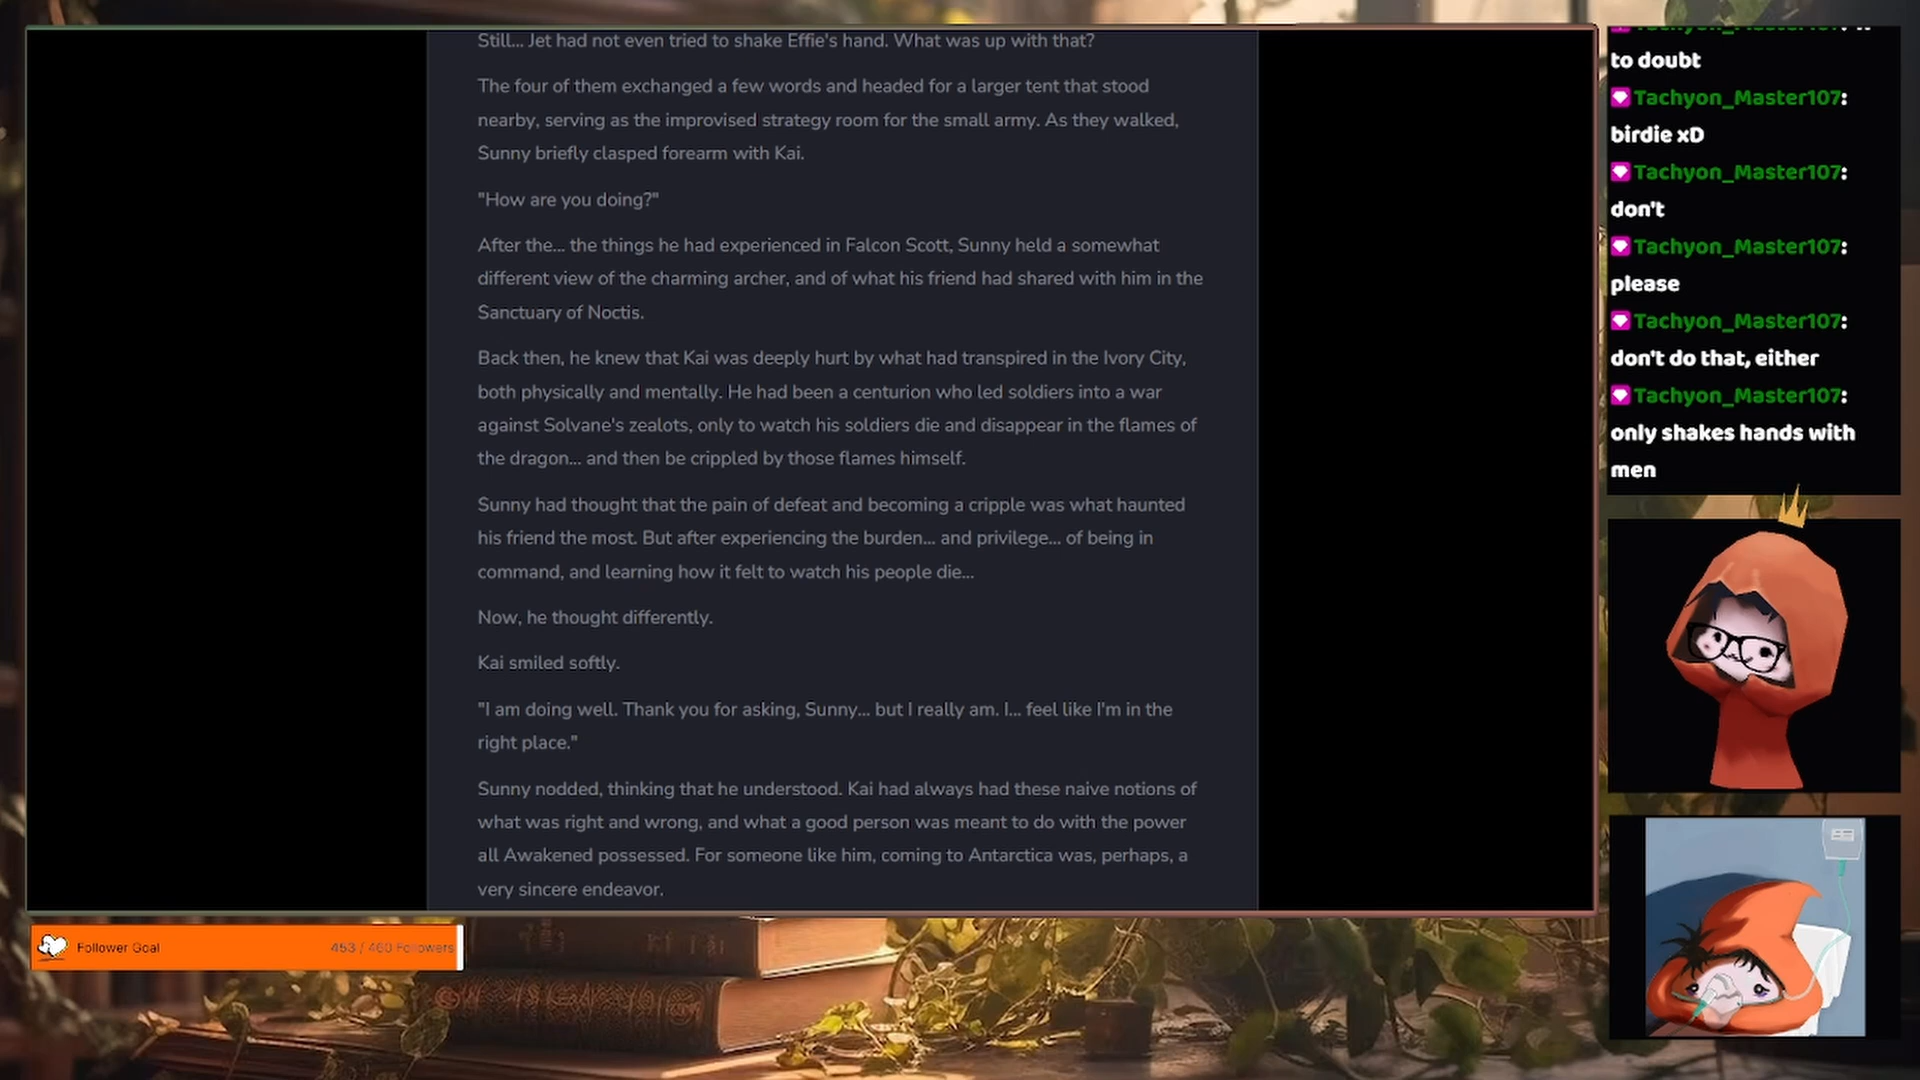 Still... Jet had not even tried to shake Effie's hand. What was up with that?
The four of them exchanged a few words and headed for a larger tent that stood
nearby, serving as the improvised strategy room for the small army. As they walked,
Sunny briefly clasped forearm with Kai.
"How are you doing?"
After the... the things he had experienced in Falcon Scott, Sunny held a somewhat
different view of the charming archer, and of what his friend had shared with him in the
Sanctuary of Noctis.
Back then, he knew that Kai was deeply hurt by what had transpired in the Ivory City,
both physically and mentally. He had been a centurion who led soldiers into a war
against Solvane's zealots, only to watch his soldiers die and disappear in the flames of
the dragon... and then be crippled by those flames himself.
Sunny had thought that the pain of defeat and becoming a cripple was what haunted
his friend the most. But after experiencing the burden... and privilege... of being in
command, and learning how it felt to watch his people die...
Now, he thought differently.
Kai smiled softly.
"I am doing well. Thank you for asking, Sunny... but I really am. I... feel like I'm in the
right place."
Sunny nodded, thinking that he understood. Kai had always had these naive notions of
what was right and wrong, and what a good person was meant to do with the power
all Awakened possessed. For someone like him, coming to Antarctica was, perhaps, a
very sincere endeavor.
to doubt
Tachyon_Master107:
birdie xD
Tachyon_Master107:
don't
Tachyon_Master107:
please
Tachyon_Master107:
don't do that, either
Tachyon_Master107:
only shakes hands with
men
Follower Goal
453 / 460 Followers